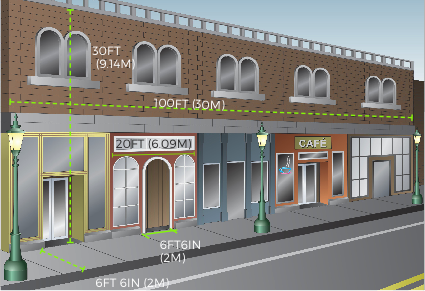 30FT
(9.14M)
100FT (30M)
20FT (6.09M)
CAFE
6FT6IN
(2M)
6FT 6IN (2M)